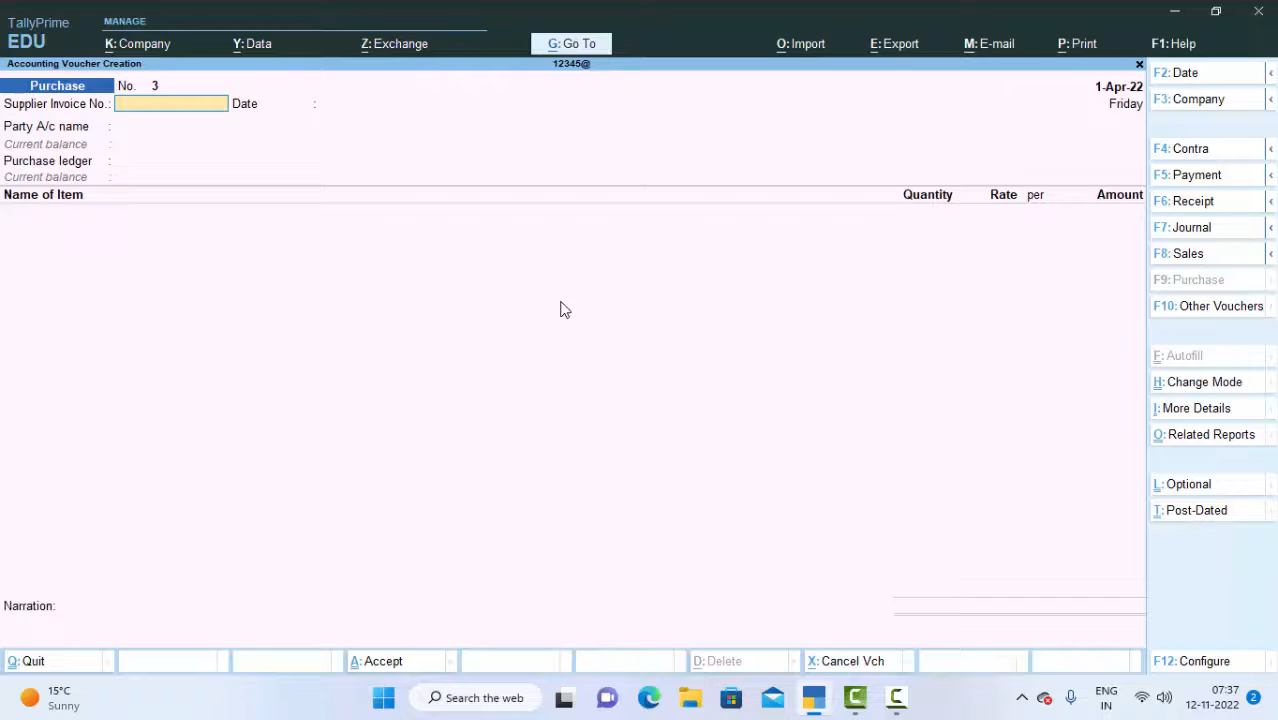 TallyPrime
EDU
MANAGE
K: Company
Y: Data
Z: Exchange
G: Go To
O: Import
E: Export
M: E-mail
P: Print
F1: Help
Accounting Voucher Creation
12345@
Purchase No. 3
1-Apr-22
Supplier Invoice No. :
Date :
Friday
Party A/c name :
Current balance :
Purchase ledger :
Current balance :
Name of Item Quantity Rate per Amount
Narration:
F2: Date
F3: Company
F4: Contra
F5: Payment
F6: Receipt
F7: Journal
F8: Sales
F9: Purchase
F10: Other Vouchers
F: Autofill
H: Change Mode
I: More Details
O: Related Reports
L: Optional
T: Post-Dated
Q: Quit
A: Accept
D: Delete
X: Cancel Vch
F12: Configure
15°C
Sunny
Search the web
ENG
IN
07:37
12-11-2022
2